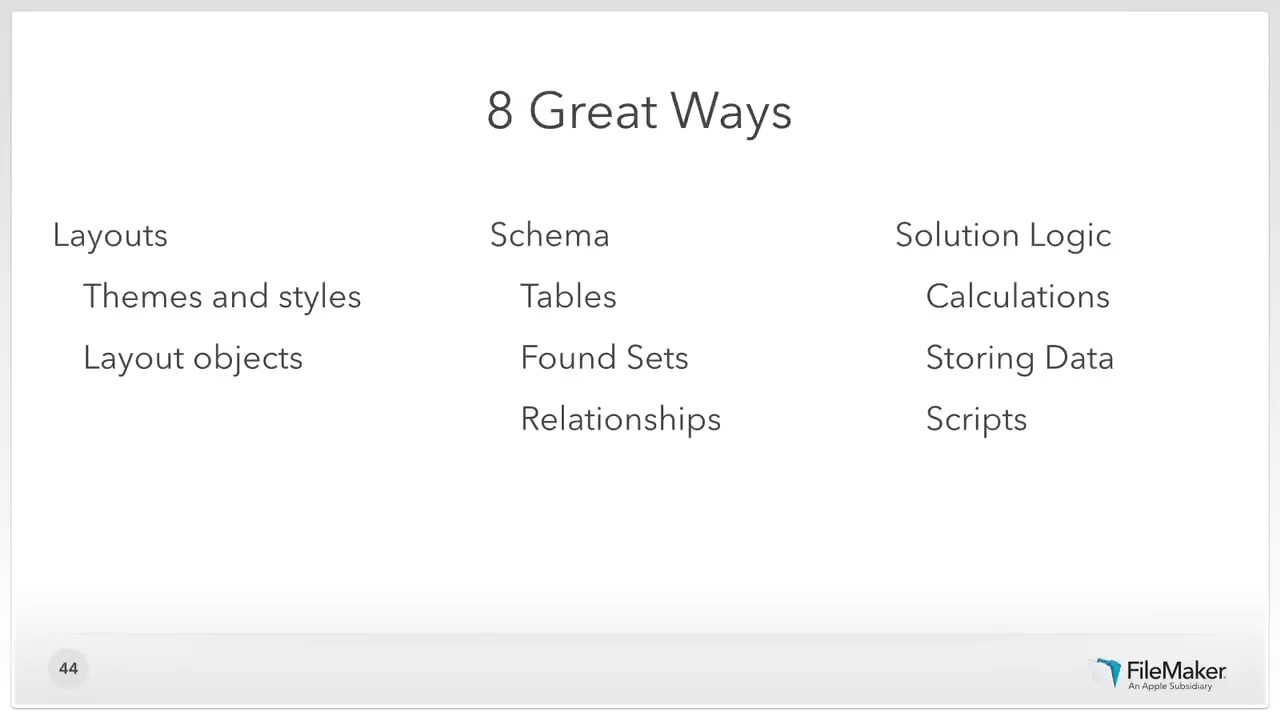 8 Great Ways
Layouts
Themes and styles
Layout objects
Schema
Tables
Found Sets
Relationships
Solution Logic
Calculations
Storing Data
Scripts
44
FileMaker
An Apple Subsidiary